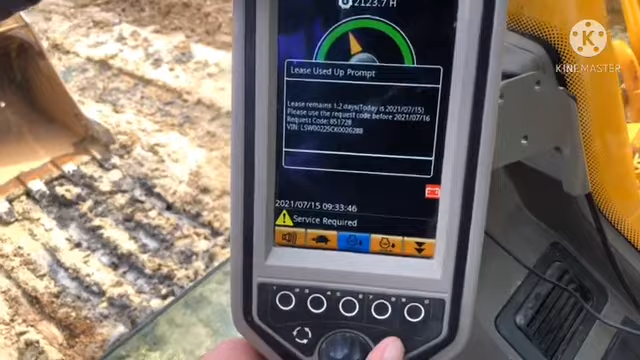 2123.7 H
KINEMASTER
Lease Used Up Prompt
Lease remains 1.2 days(Today is 2021/07/15)
Please use the request code before 2021/07/16
Request Code: 851728
VIN: LSW0022SCK0026288
2021/07/15 09:33:46
Service Required